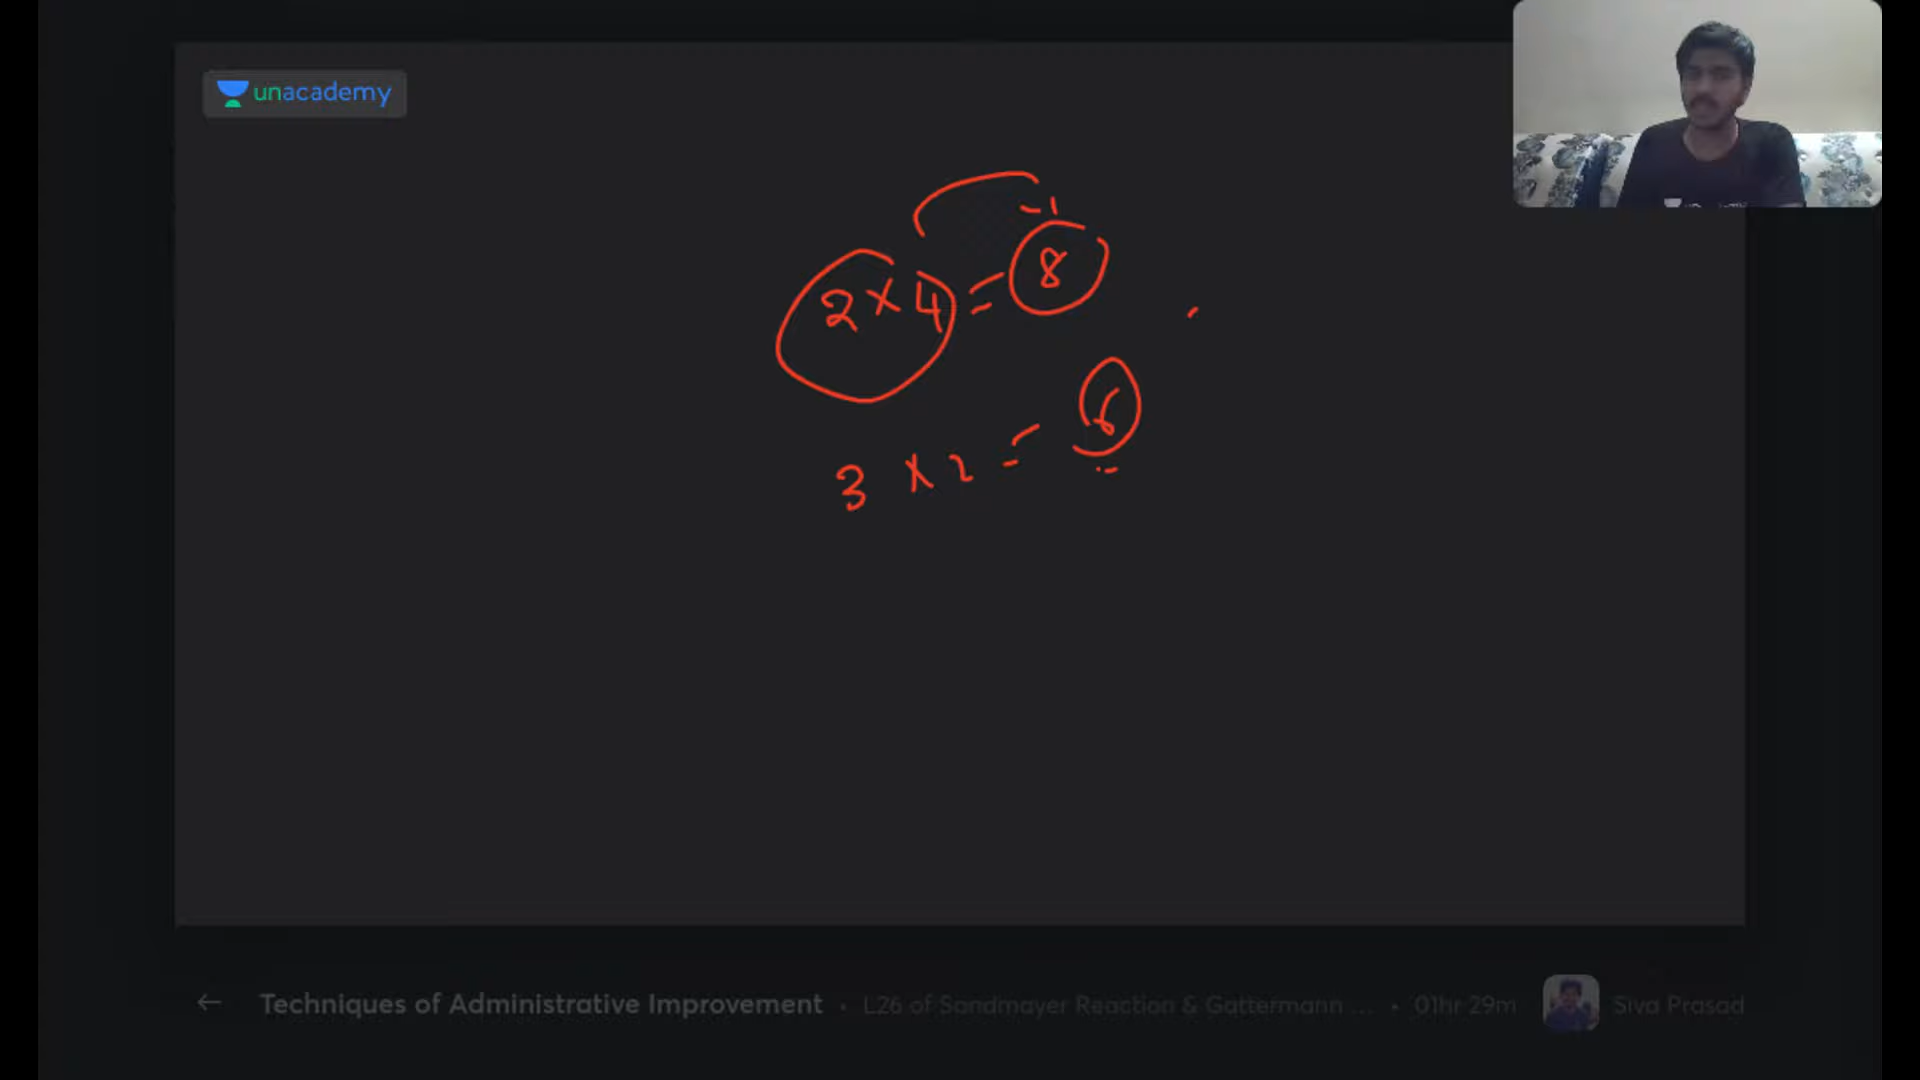 unacademy
-1
2 × 4 = 8
3 × 2 = 6
Techniques of Administrative Improvement • L26 of Sandmayer Reaction & Gattermann ... • 01hr 29m Siva Prasad